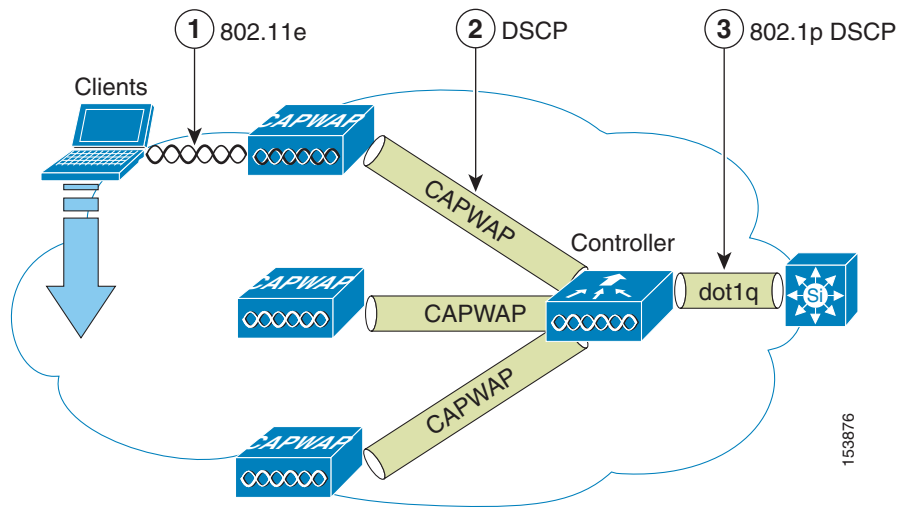 1 802.11e
2 DSCP
3 802.1p DSCP
Clients
CAPWAP
CAPWAP
Controller
dot1q
Si
CAPWAP
CAPWAP
CAPWAP
CAPWAP
153876